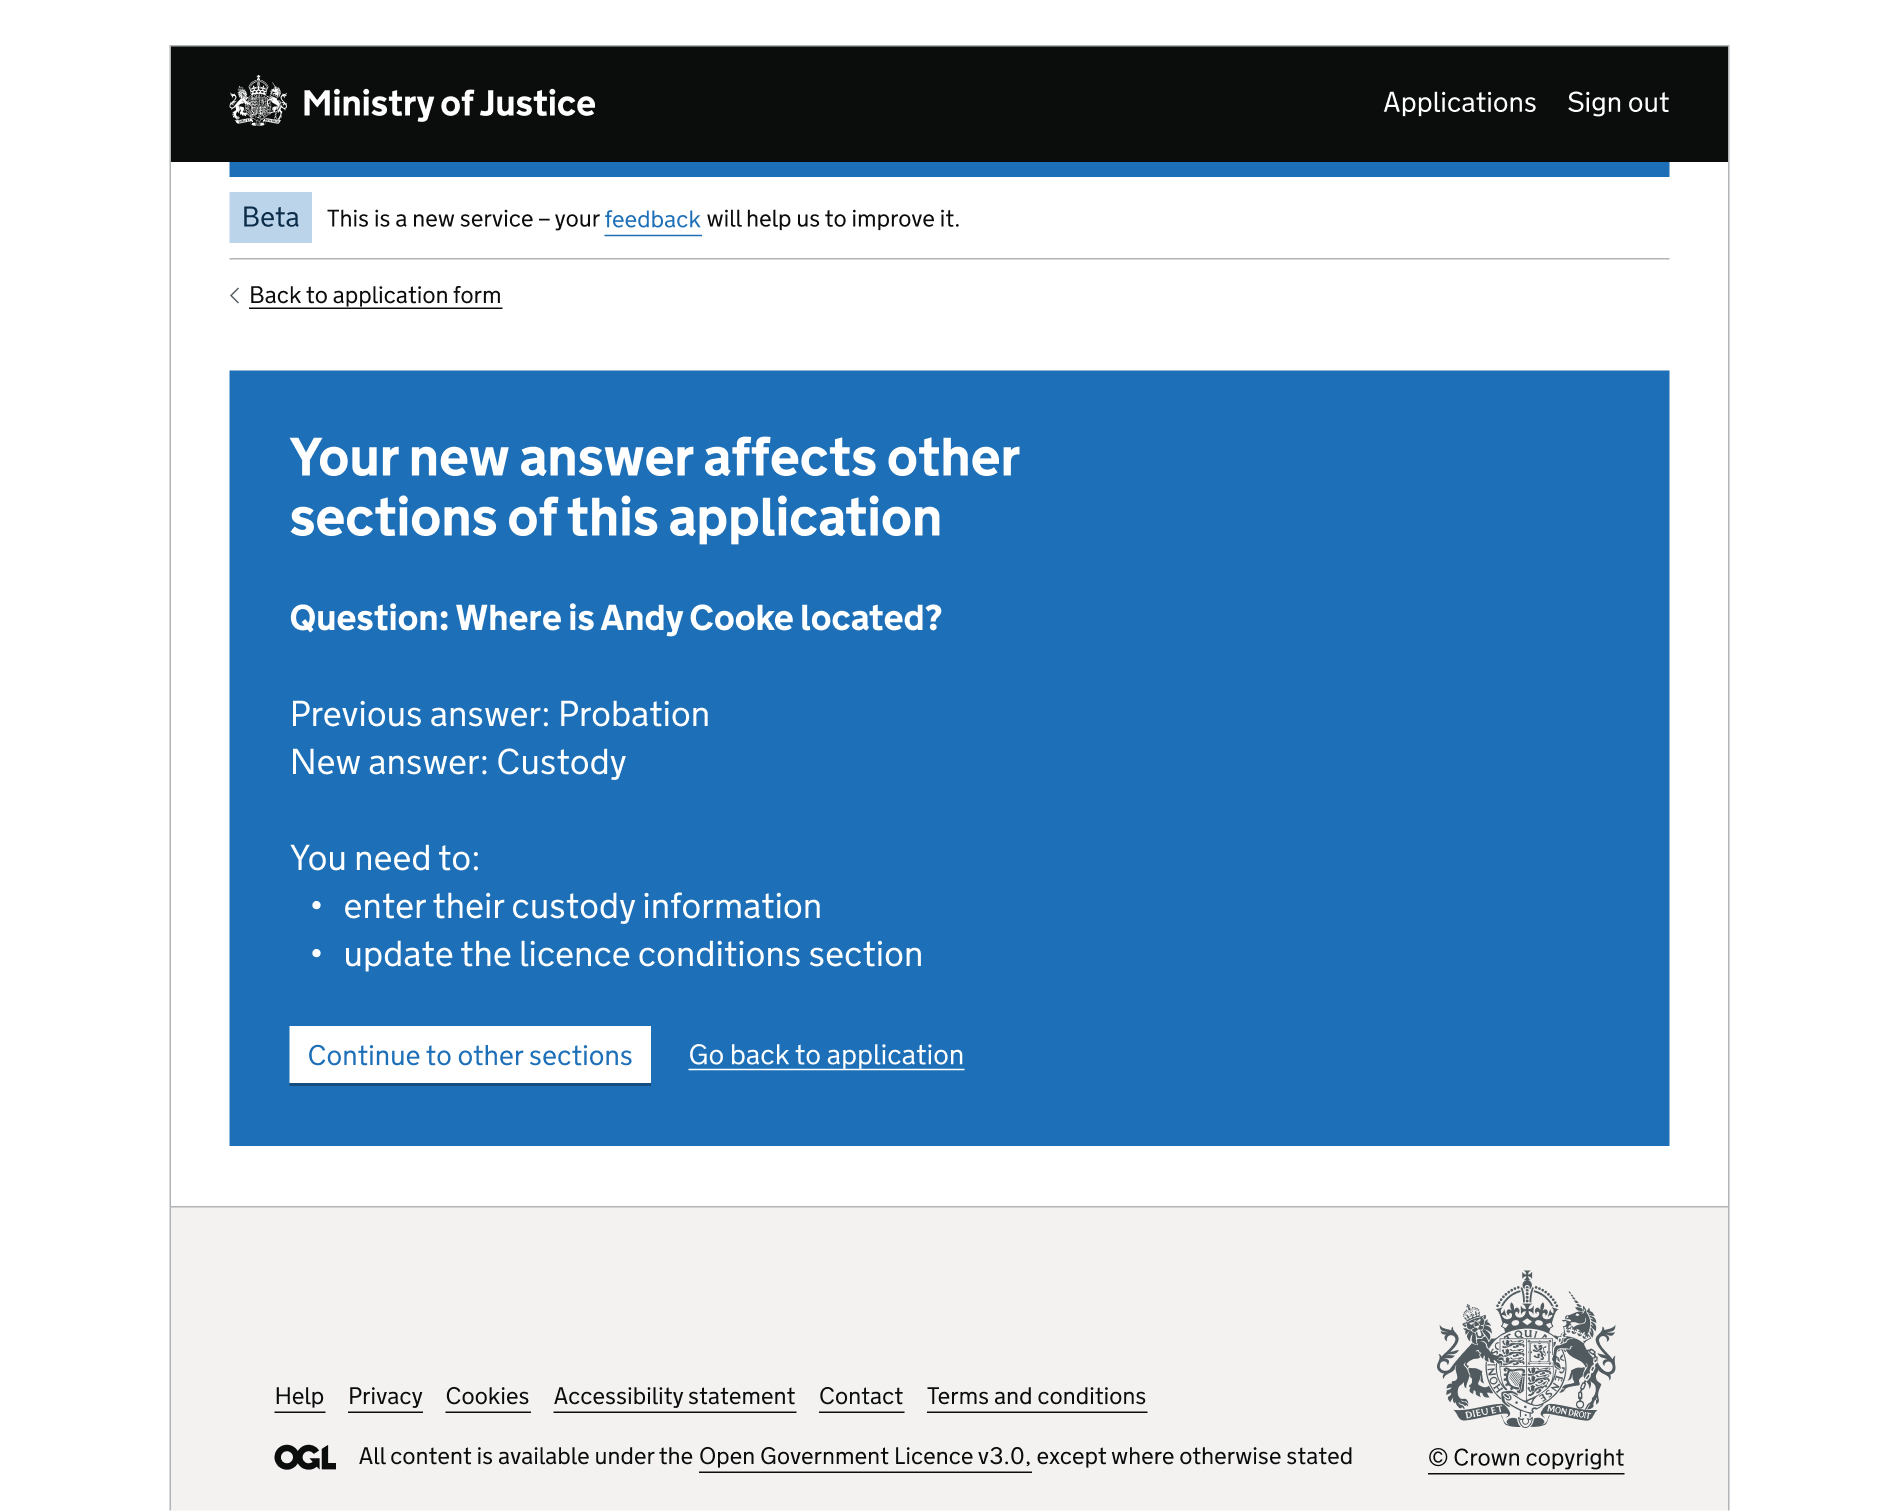 Ministry of Justice
Applications Sign out
Beta This is a new service – your feedback will help us to improve it.
Back to application form
Your new answer affects other
sections of this application
Question: Where is Andy Cooke located?
Previous answer: Probation
New answer: Custody
You need to:
• enter their custody information
• update the licence conditions section
Continue to other sections Go back to application
Help Privacy Cookies Accessibility statement Contact Terms and conditions
DIEU ET MON DROIT
OGL All content is available under the Open Government Licence v3.0, except where otherwise stated
© Crown copyright